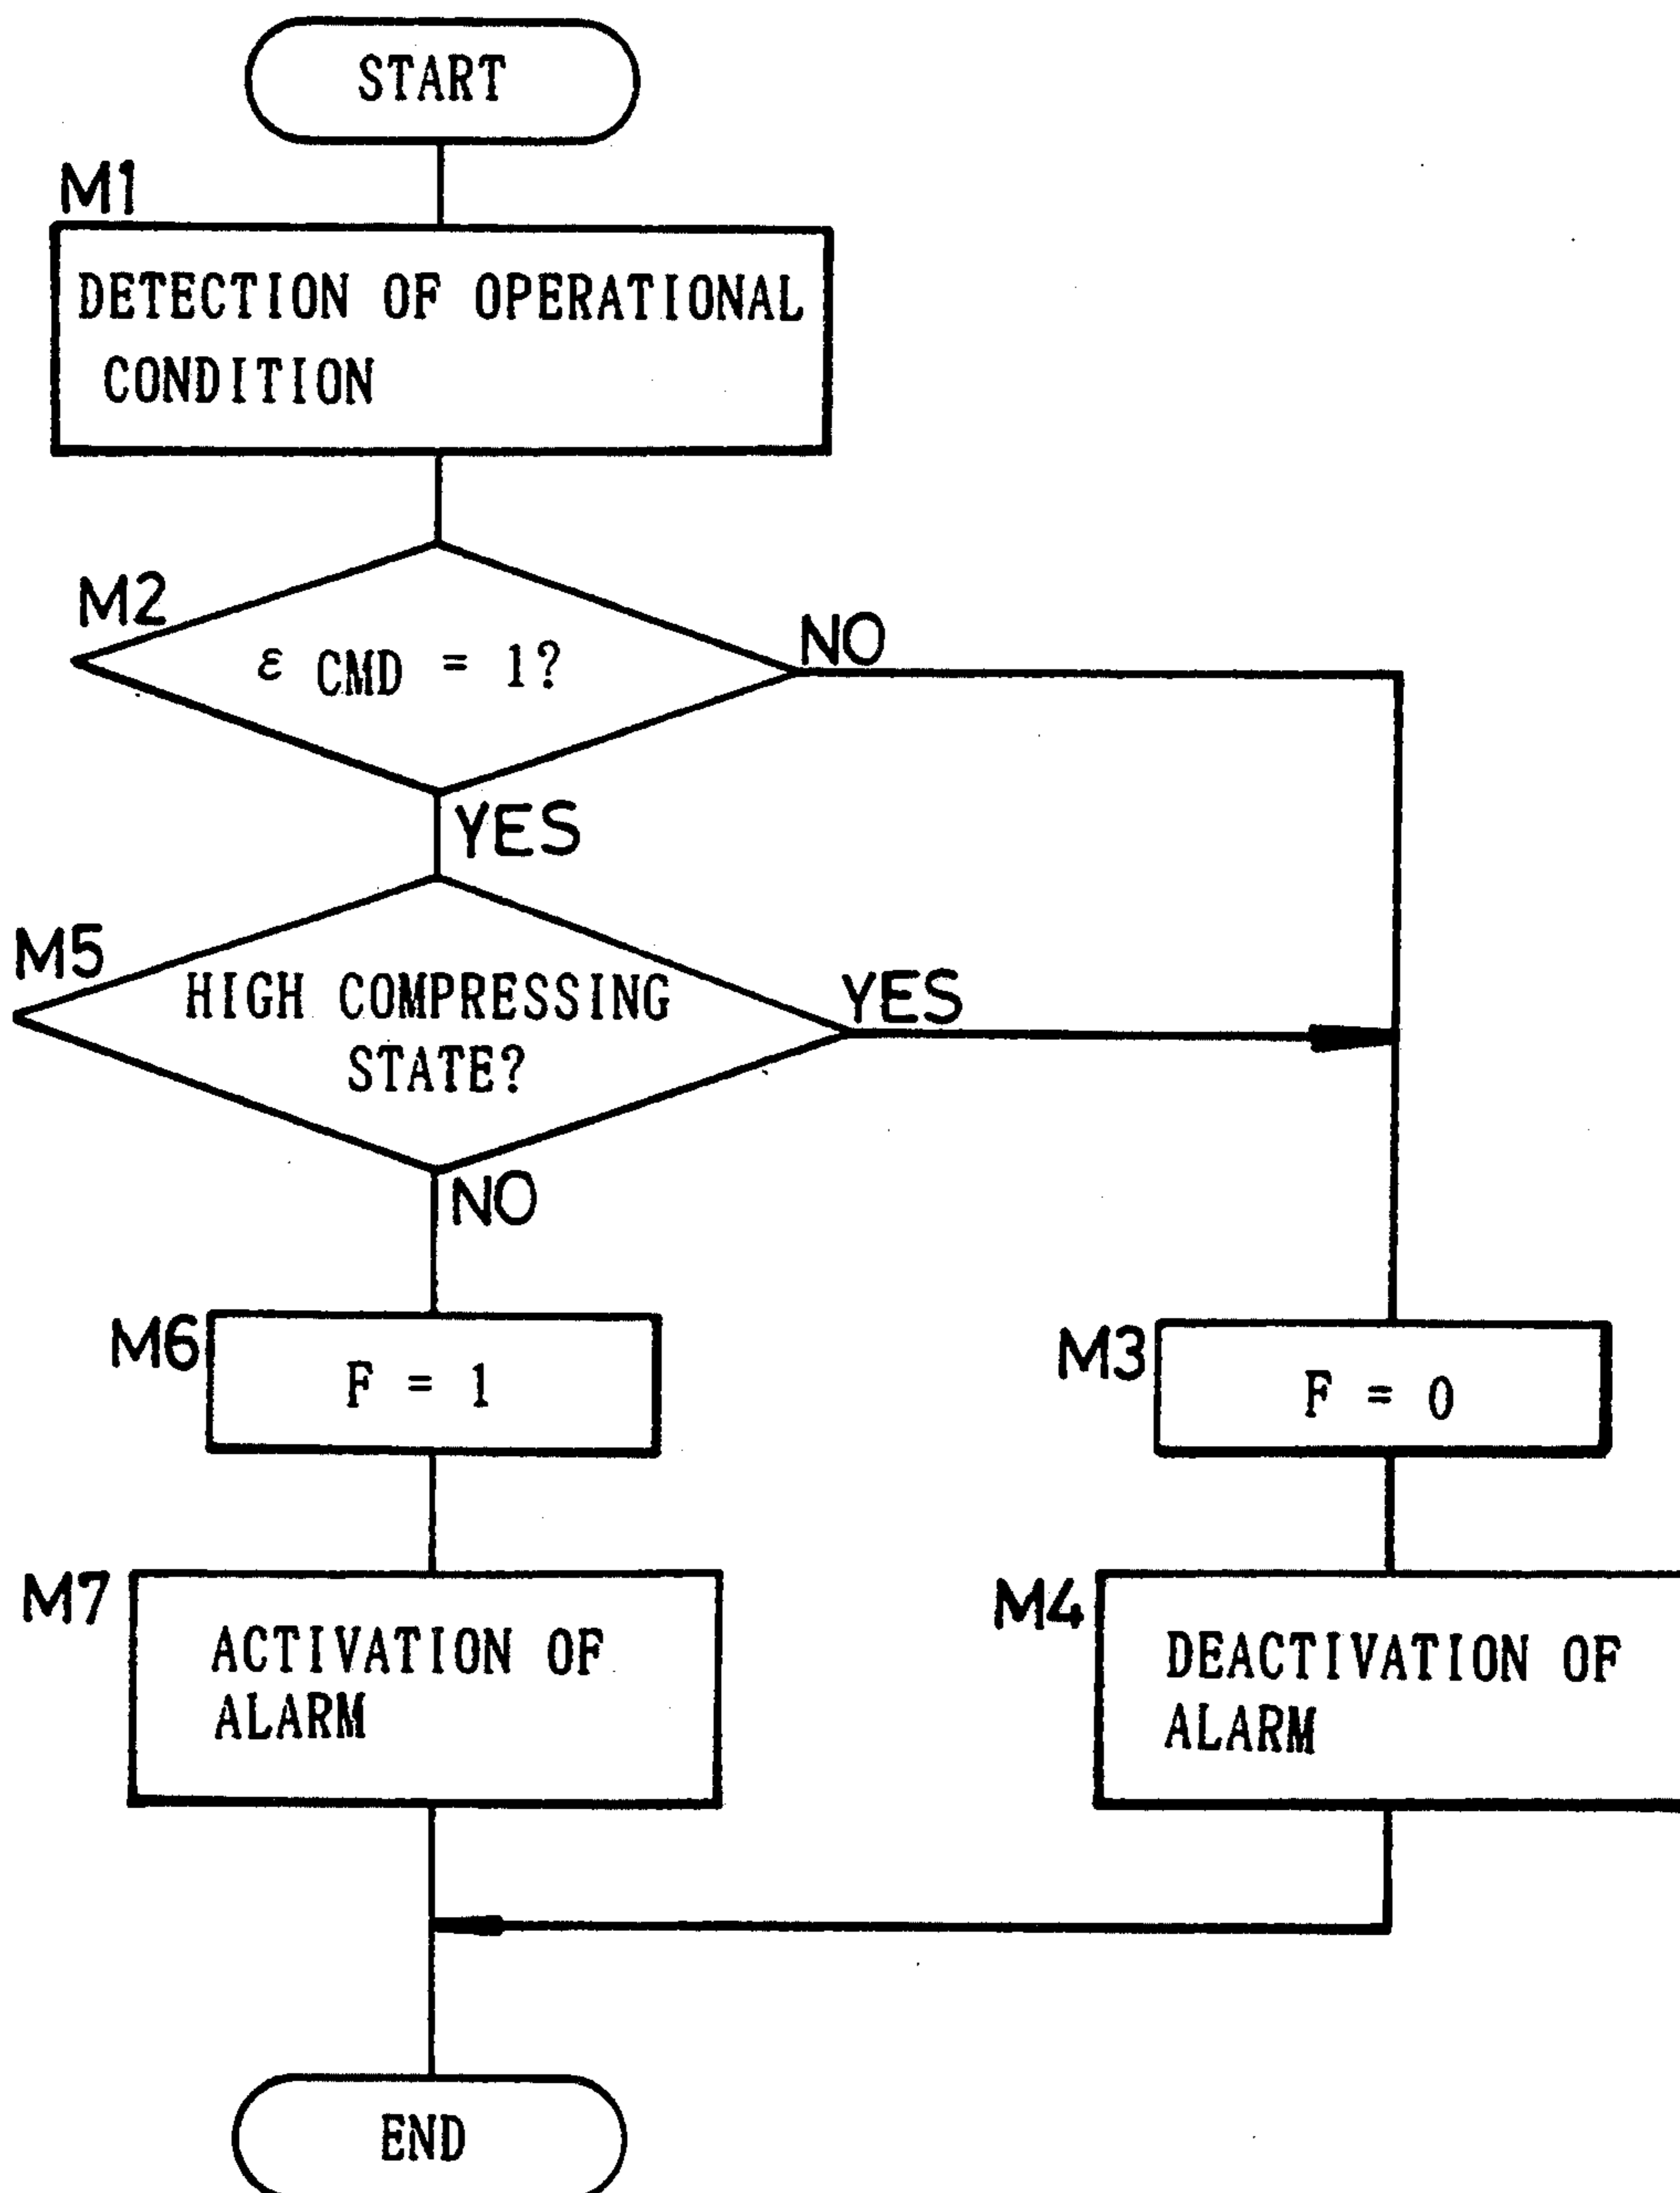 START
M1
DETECTION OF OPERATIONAL
CONDITION
M2
ε CMD = 1?
NO
YES
M5
HIGH COMPRESSING
STATE?
YES
NO
M6
F = 1
M3
F = 0
M7
ACTIVATION OF
ALARM
M4
DEACTIVATION OF
ALARM
END